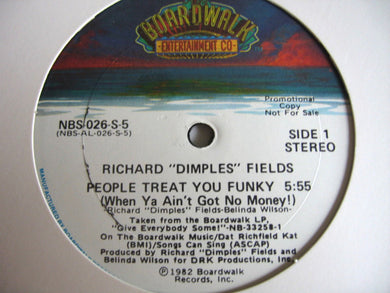 BOARDWALK
ENTERTAINMENT CO
Promotional
Copy
Not For Sale
NBS-026-S-5
(NBS-AL-026-S-5)
SIDE 1
STEREO
RICHARD "DIMPLES" FIELDS
PEOPLE TREAT YOU FUNKY 5:55
(When Ya Ain't Got No Money!)
-Richard "Dimples" Fields-Belinda Wilson-
Taken from the Boardwalk LP,
"Give Everybody Some!"-NB-33258-1
On The Boardwalk Music/Dat Richfield Kat
(BMI)/Songs Can Sing (ASCAP)
Produced by Richard "Dimples" Fields and
Belinda Wilson for DRK Productions, Inc.
©1982 Boardwalk
Records, Inc.